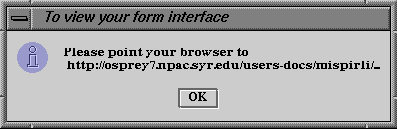 To view your form interface
Please point your browser to
http://osprey7.npac.syr.edu/users-docs/mispirli/...
OK